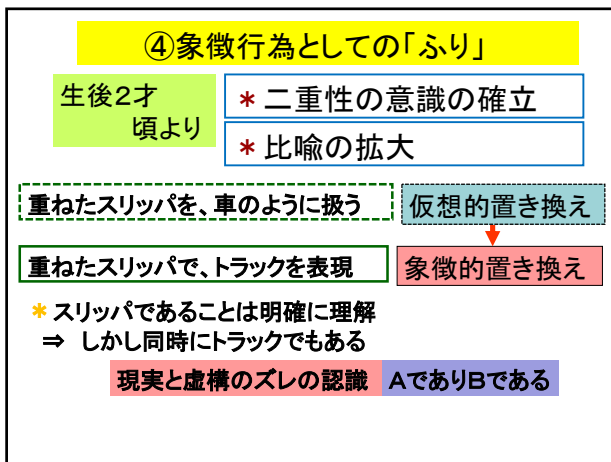 ④象徴行為としての「ふり」
生後２才
頃より
＊二重性の意識の確立
＊比喩の拡大
重ねたスリッパを、車のように扱う
仮想的置き換え
重ねたスリッパで、トラックを表現
象徴的置き換え
＊スリッパであることは明確に理解
⇒ しかし同時にトラックでもある
現実と虚構のズレの認識
ＡでありＢである